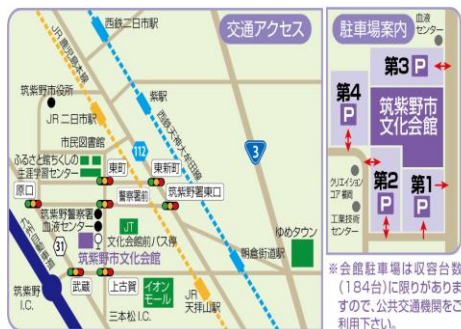 交通アクセス
西鉄二日市駅
JR鹿児島本線
筑紫野市役所
紫駅
JR二日市駅
市民図書館
西鉄天神大牟田線
3
112
ふるさと館ちくしの
生涯学習センター
東町
東新町
原口
警察署前
筑紫野署東口
筑紫野警察署
血液センター
JT
文化会館前バス停
ゆめタウン
31
九州自動車道
筑紫野市文化会館
朝倉街道駅
筑紫野
I.C.
武蔵
上古賀
イオン
モール
JR
天拝山駅
三本松I.C.
駐車場案内
血液
センター
第3
P
第4
P
筑紫野市
文化会館
クリエイション
コア福岡
第2
P
第1
P
工業技術
センター
※会館駐車場は収容台数
(184台)に限りがありま
すので、公共交通機関をご
利用下さい。